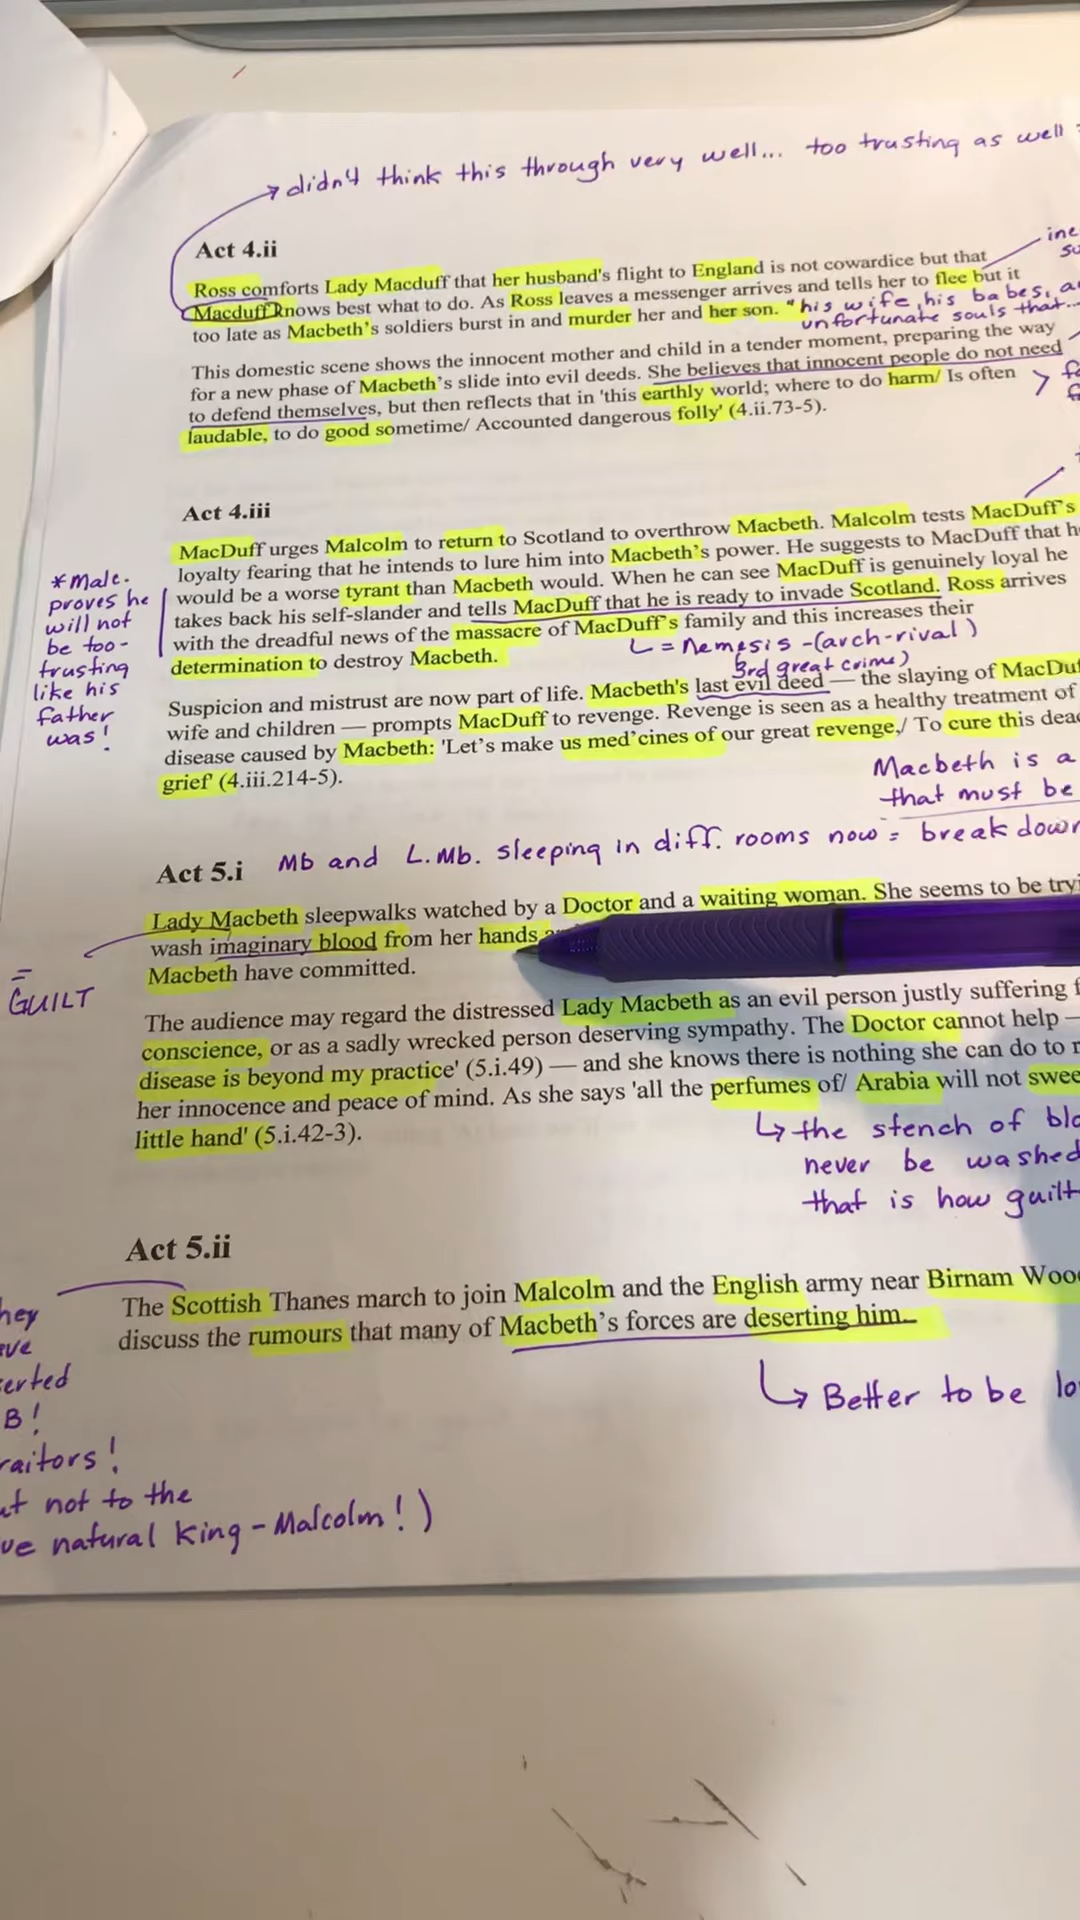 didn't think this through very well... too trusting as well
Act 4.ii
Ross comforts Lady Macduff that her husband's flight to England is not cowardice but that
Macduff knows best what to do. As Ross leaves a messenger arrives and tells her to flee but it
too late as Macbeth's soldiers burst in and murder her and her son. "his wife, his babes,
unfortunate souls that...
This domestic scene shows the innocent mother and child in a tender moment, preparing the way
for a new phase of Macbeth's slide into evil deeds. She believes that innocent people do not need
to defend themselves, but then reflects that in 'this earthly world; where to do harm/ Is often
laudable, to do good sometime/ Accounted dangerous folly' (4.ii.73-5).
Act 4.iii
MacDuff urges Malcolm to return to Scotland to overthrow Macbeth. Malcolm tests MacDuff's
loyalty fearing that he intends to lure him into Macbeth's power. He suggests to MacDuff that
would be a worse tyrant than Macbeth would. When he can see MacDuff is genuinely loyal he
takes back his self-slander and tells MacDuff that he is ready to invade Scotland. Ross arrives
with the dreadful news of the massacre of MacDuff's family and this increases their
determination to destroy Macbeth.
= nemesis - (arch-rival)
3rd great crime)
*Male.
proves he
will not
be too-
trusting
like his
father
was!
Suspicion and mistrust are now part of life. Macbeth's last evil deed — the slaying of
wife and children — prompts MacDuff to revenge. Revenge is seen as a healthy treatment of
disease caused by Macbeth: 'Let's make us med'cines of our great revenge,/ To cure this
grief' (4.iii.214-5).
Macbeth is a
that must be
Act 5.i Mb and L.Mb. sleeping in diff. rooms now = break down
Lady Macbeth sleepwalks watched by a Doctor and a waiting woman. She seems to be
wash imaginary blood from her hands
Macbeth have committed.
= GUILT
The audience may regard the distressed Lady Macbeth as an evil person justly suffering
conscience, or as a sadly wrecked person deserving sympathy. The Doctor cannot help —
disease is beyond my practice' (5.i.49) — and she knows there is nothing she can do to
her innocence and peace of mind. As she says 'all the perfumes of/ Arabia will not
little hand' (5.i.42-3).
the stench of
never be washed
that is how guilt
Act 5.ii
The Scottish Thanes march to join Malcolm and the English army near Birnam
discuss the rumours that many of Macbeth's forces are deserting him.
Better to be
B!
not to the
natural King - Malcolm!)